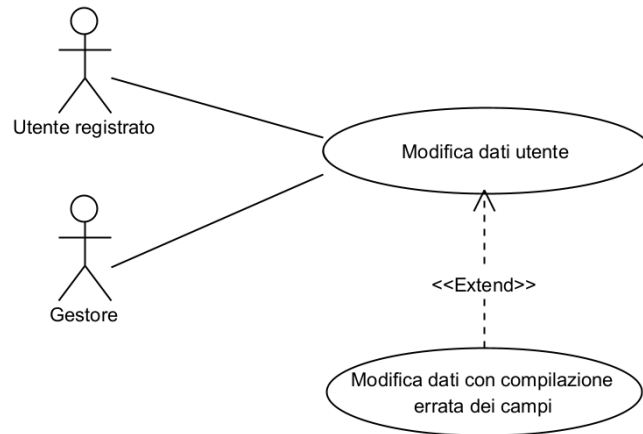 Utente registrato
Modifica dati utente
Gestore
<<Extend>>
Modifica dati con compilazione
errata dei campi